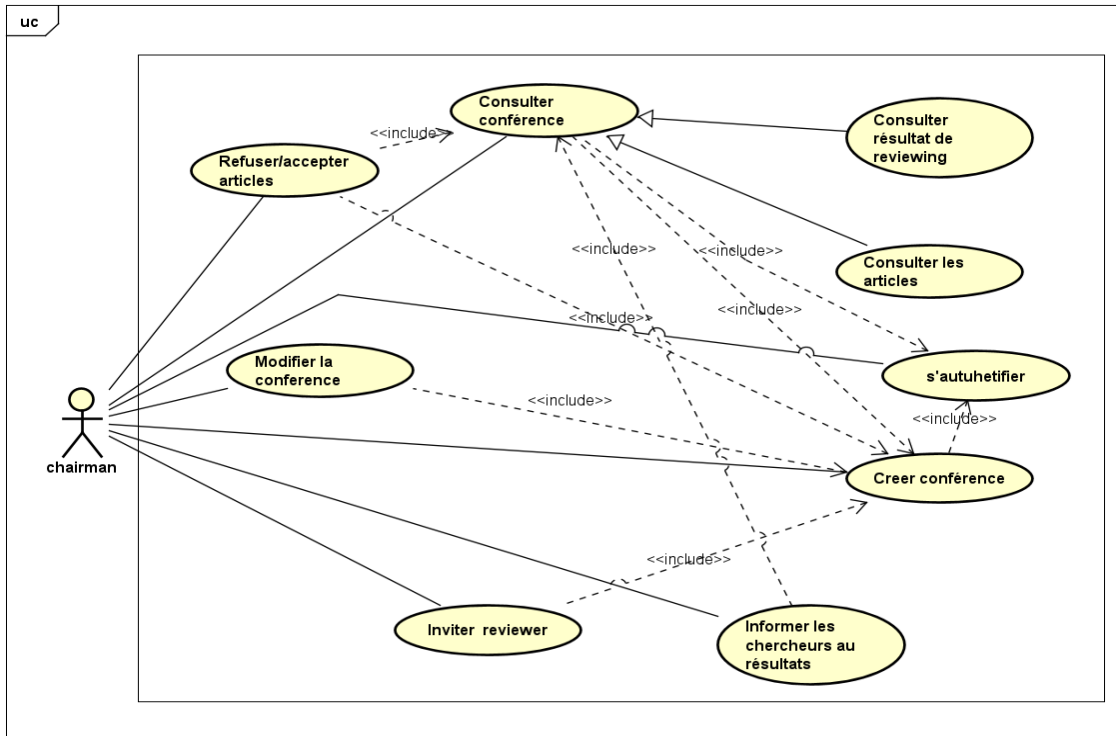 uc
Consulter
conférence
Consulter
résultat de
reviewing
<<include>>
Refuser/accepter
articles
<<include>>
<<include>>
Consulter les
articles
<<include>>
<<include>>
Modifier la
conference
s'autuhetifier
<<include>>
<<include>>
chairman
Creer conférence
<<include>>
Inviter reviewer
Informer les
chercheurs au
résultats